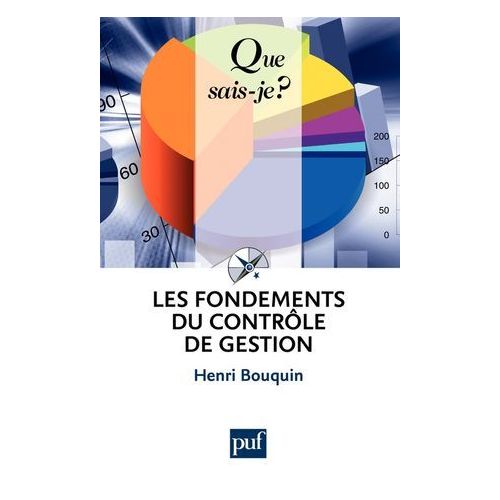 Que
sais-je?
90
60
30
200
150
100
50
0
LES FONDEMENTS
DU CONTRÔLE
DE GESTION
Henri Bouquin
puf